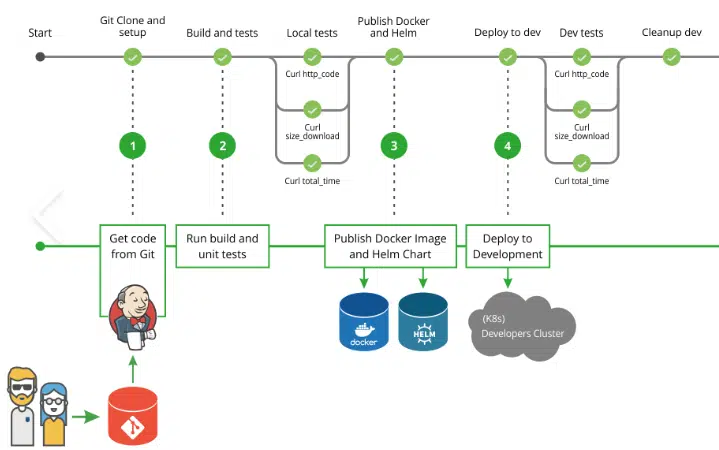 Start
Git Clone and
setup
Build and tests
Local tests
Publish Docker
and Helm
Deploy to dev
Dev tests
Cleanup dev
Curl http_code
Curl
size_download
Curl total_time
Curl http_code
Curl
size_download
Curl total_time
1
2
3
4
Get code
from Git
Run build and
unit tests
Publish Docker Image
and Helm Chart
Deploy to
Development
docker
HELM
(K8s)
Developers Cluster